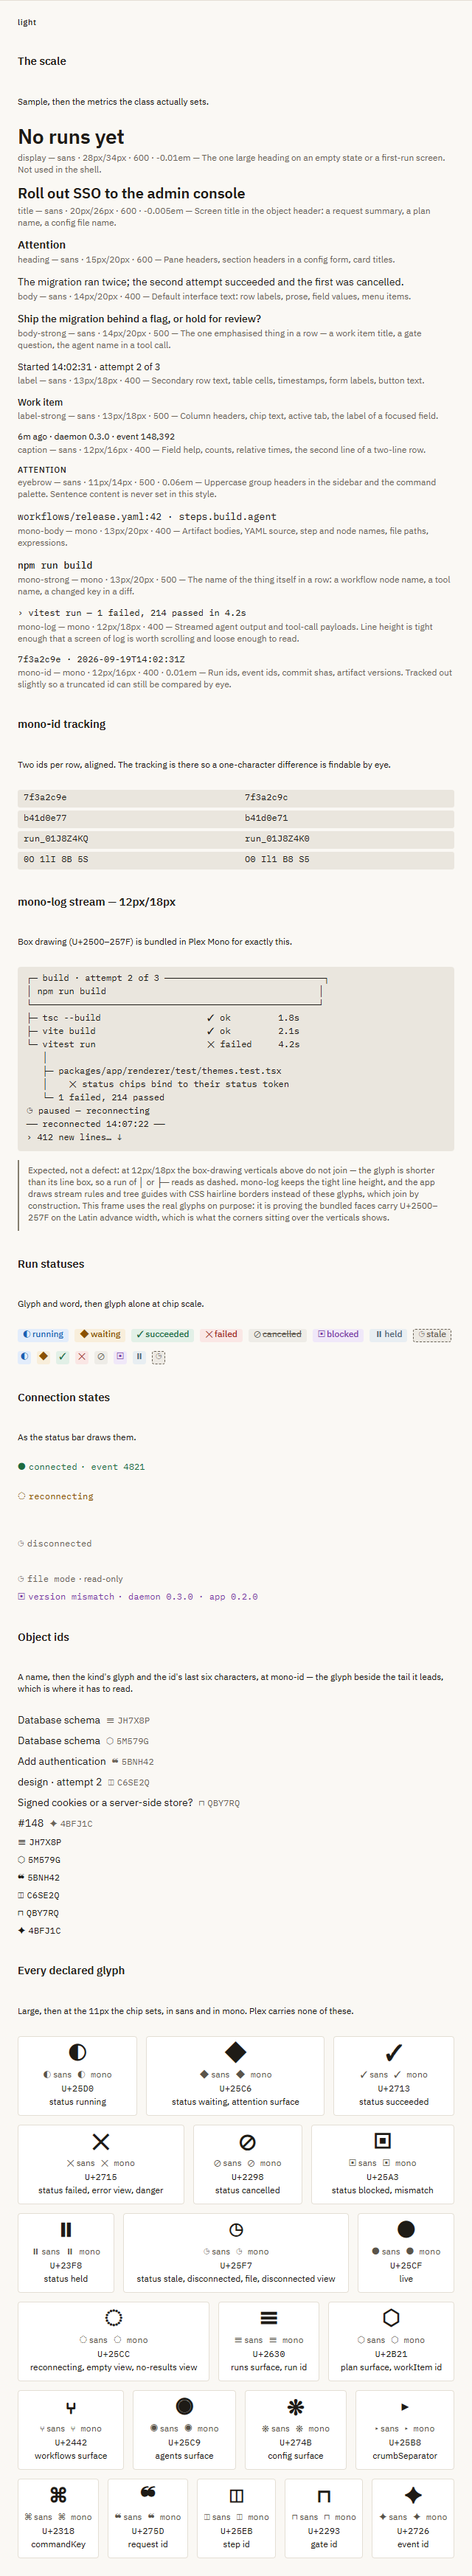 light
The scale
Sample, then the metrics the class actually sets.
No runs yet
display — sans · 28px/34px · 600 · -0.01em — The one large heading on an empty state or a first-run screen.
Not used in the shell.
Roll out SSO to the admin console
title — sans · 20px/26px · 600 · -0.005em — Screen title in the object header: a request summary, a plan
name, a config file name.
Attention
heading — sans · 15px/20px · 600 — Pane headers, section headers in a config form, card titles.
The migration ran twice; the second attempt succeeded and the first was cancelled.
body — sans · 14px/20px · 400 — Default interface text: row labels, prose, field values, menu items.
Ship the migration behind a flag, or hold for review?
body-strong — sans · 14px/20px · 500 — The one emphasised thing in a row — a work item title, a gate
question, the agent name in a tool call.
Started 14:02:31 · attempt 2 of 3
label — sans · 13px/18px · 400 — Secondary row text, table cells, timestamps, form labels, button text.
Work item
label-strong — sans · 13px/18px · 500 — Column headers, chip text, active tab, the label of a focused field.
6m ago · daemon 0.3.0 · event 148,392
caption — sans · 12px/16px · 400 — Field help, counts, relative times, the second line of a two-line row.
ATTENTION
eyebrow — sans · 11px/14px · 500 · 0.06em — Uppercase group headers in the sidebar and the command
palette. Sentence content is never set in this style.
workflows/release.yaml:42 · steps.build.agent
mono-body — mono · 13px/20px · 400 — Artifact bodies, YAML source, step and node names, file paths,
expressions.
npm run build
mono-strong — mono · 13px/20px · 500 — The name of the thing itself in a row: a workflow node name, a tool
name, a changed key in a diff.
› vitest run — 1 failed, 214 passed in 4.2s
mono-log — mono · 12px/18px · 400 — Streamed agent output and tool-call payloads. Line height is tight
enough that a screen of log is worth scrolling and loose enough to read.
7f3a2c9e · 2026-09-19T14:02:31Z
mono-id — mono · 12px/16px · 400 · 0.01em — Run ids, event ids, commit shas, artifact versions. Tracked out
slightly so a truncated id can still be compared by eye.
mono-id tracking
Two ids per row, aligned. The tracking is there so a one-character difference is findable by eye.
7f3a2c9e 7f3a2c9c
b41d0e77 b41d0e71
run_01J8Z4KQ run_01J8Z4K0
0O 1lI 8B 5S O0 Il1 B8 S5
mono-log stream — 12px/18px
Box drawing (U+2500–257F) is bundled in Plex Mono for exactly this.
┌─ build · attempt 2 of 3 ────────────────────┐
│ npm run build │
└─────────────────────────────────────┘
├─ tsc --build ✓ ok 1.8s
├─ vite build ✓ ok 2.1s
└─ vitest run ✕ failed 4.2s
│
├─ packages/app/renderer/test/themes.test.tsx
│ ✕ status chips bind to their status token
└─ 1 failed, 214 passed
◷ paused — reconnecting
── reconnected 14:07:22 ──
› 412 new lines… ↓
Expected, not a defect: at 12px/18px the box-drawing verticals above do not join — the glyph is shorter
than its line box, so a run of │ or ├─ reads as dashed. mono-log keeps the tight line height, and the app
draws stream rules and tree guides with CSS hairline borders instead of these glyphs, which join by
construction. This frame uses the real glyphs on purpose: it is proving the bundled faces carry U+2500–
257F on the Latin advance width, which is what the corners sitting over the verticals shows.
Run statuses
Glyph and word, then glyph alone at chip scale.
◐ running ◆ waiting ✓ succeeded ✕ failed ⊘ cancelled ▣ blocked ⏸ held ◷ stale
◐ ◆ ✓ ✕ ⊘ ▣ ⏸ ◷
Connection states
As the status bar draws them.
● connected · event 4821
◌ reconnecting
◷ disconnected
◷ file mode · read-only
▣ version mismatch · daemon 0.3.0 · app 0.2.0
Object ids
A name, then the kind's glyph and the id's last six characters, at mono-id — the glyph beside the tail it leads,
which is where it has to read.
Database schema ☰ JH7X8P
Database schema ⬡ 5M579G
Add authentication ❝ 5BNH42
design · attempt 2 ◫ C6SE2Q
Signed cookies or a server-side store? ⊓ QBY7RQ
#148 ✦ 4BFJ1C
☰ JH7X8P
⬡ 5M579G
❝ 5BNH42
◫ C6SE2Q
⊓ QBY7RQ
✦ 4BFJ1C
Every declared glyph
Large, then at the 11px the chip sets, in sans and in mono. Plex carries none of these.
◐ ◆ ✓
◐ sans ◐ mono ◆ sans ◆ mono ✓ sans ✓ mono
U+25D0 U+25C6 U+2713
status running status waiting, attention surface status succeeded
✕ ⊘ ▣
✕ sans ✕ mono ⊘ sans ⊘ mono ▣ sans ▣ mono
U+2715 U+2298 U+25A3
status failed, error view, danger status cancelled status blocked, mismatch
⏸ ◷ ●
⏸ sans ⏸ mono ◷ sans ◷ mono ● sans ● mono
U+23F8 U+25F7 U+25CF
status held status stale, disconnected, file, disconnected view live
◌ ☰ ⬡
◌ sans ◌ mono ☰ sans ☰ mono ⬡ sans ⬡ mono
U+25CC U+2630 U+2B21
reconnecting, empty view, no-results view runs surface, run id plan surface, workItem id
⑂ ◉ ❋ ▸
⑂ sans ⑂ mono ◉ sans ◉ mono ❋ sans ❋ mono ▸ sans ▸ mono
U+2442 U+25C9 U+274B U+25B8
workflows surface agents surface config surface crumbSeparator
⌘ ❝ ◫ ⊓ ✦
⌘ sans ⌘ mono ❝ sans ❝ mono ◫ sans ◫ mono ⊓ sans ⊓ mono ✦ sans ✦ mono
U+2318 U+275D U+25EB U+2293 U+2726
commandKey request id step id gate id event id